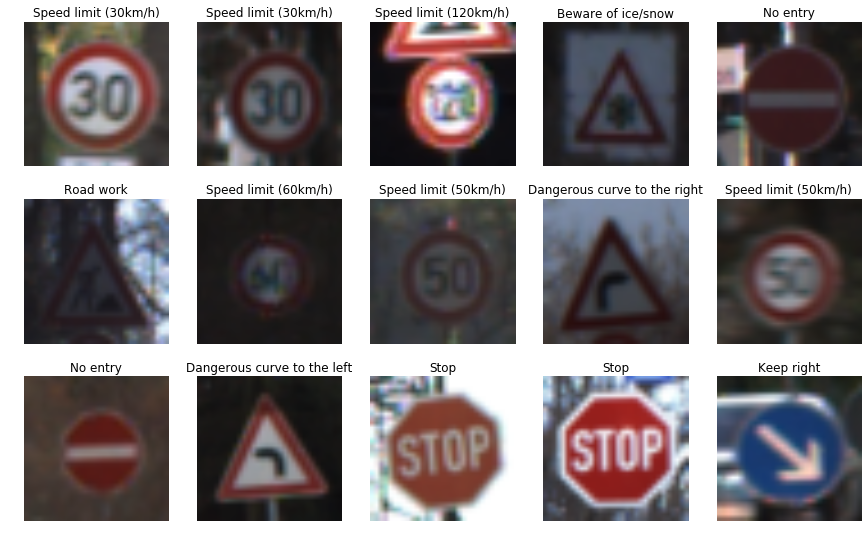 Speed limit (30km/h)
Speed limit (30km/h)
Speed limit (120km/h)
Beware of ice/snow
No entry
30
30
120
Road work
Speed limit (60km/h)
Speed limit (50km/h)
Dangerous curve to the right
Speed limit (50km/h)
60
50
50
No entry
Dangerous curve to the left
Stop
Stop
Keep right
STOP
STOP